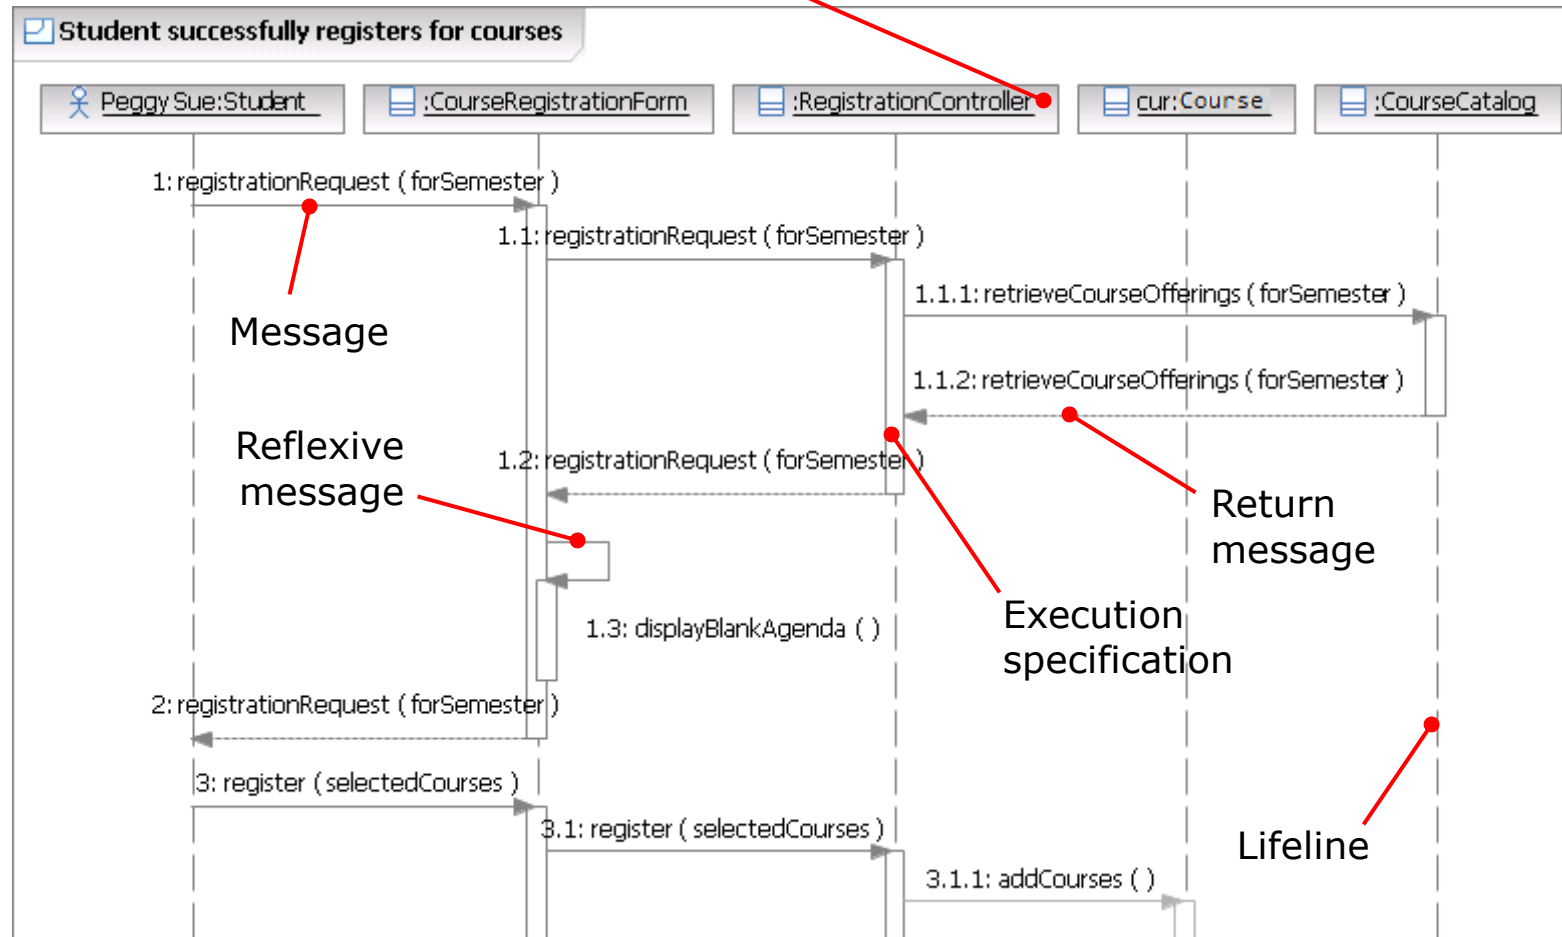 Student successfully registers for courses
Peggy Sue:Student
:CourseRegistrationForm
:RegistrationController
cur:Course
:CourseCatalog
1: registrationRequest ( forSemester )
1.1: registrationRequest ( forSemester )
1.1.1: retrieveCourseOfferings ( forSemester )
Message
1.1.2: retrieveCourseOfferings ( forSemester )
Reflexive
message
1.2: registrationRequest ( forSemester )
Return
message
Execution
specification
1.3: displayBlankAgenda ( )
2: registrationRequest ( forSemester )
3: register ( selectedCourses )
3.1: register ( selectedCourses )
Lifeline
3.1.1: addCourses ( )